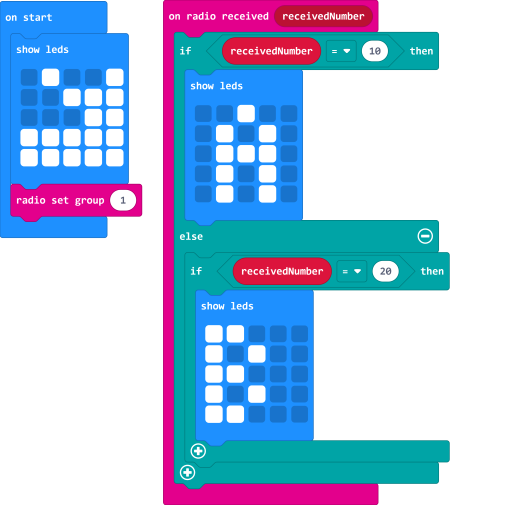 on start
show leds
radio set group 1
on radio received receivedNumber
if receivedNumber = 10 then
show leds
else
if receivedNumber = 20 then
show leds